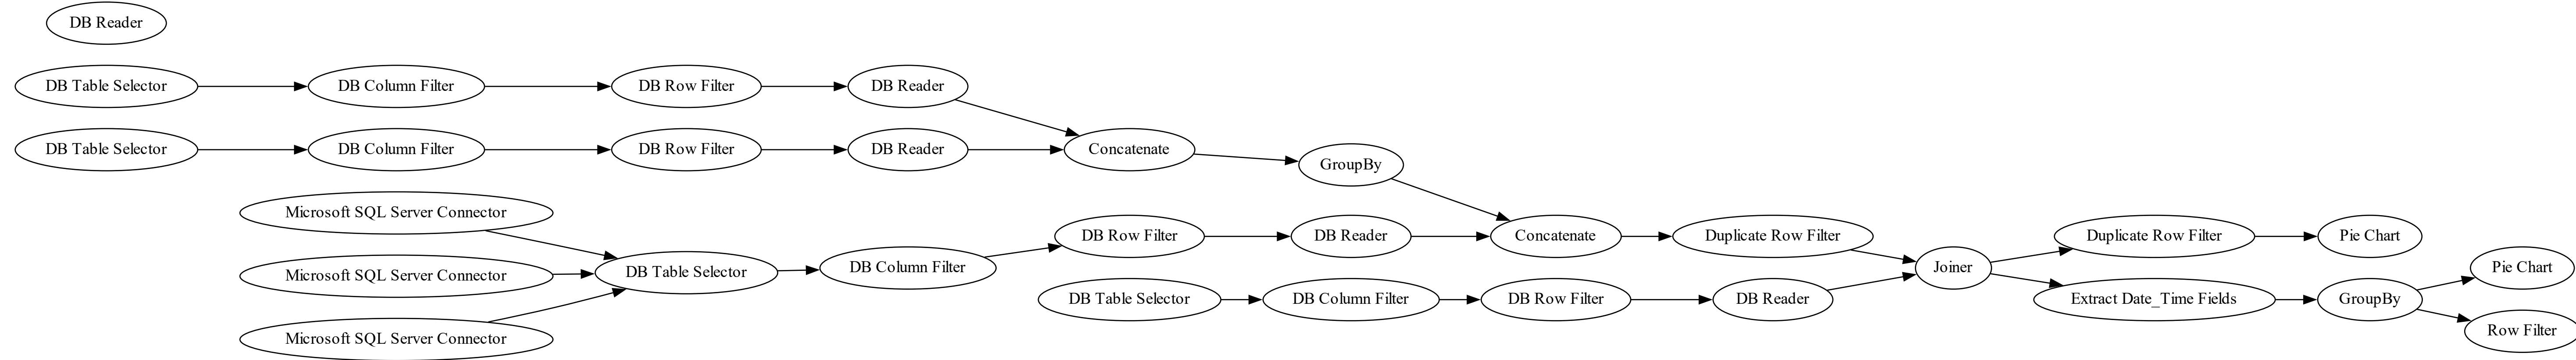 DB Reader
DB Table Selector
DB Column Filter
DB Row Filter
DB Reader
DB Table Selector
DB Column Filter
DB Row Filter
DB Reader
Concatenate
GroupBy
Microsoft SQL Server Connector
Microsoft SQL Server Connector
Microsoft SQL Server Connector
DB Table Selector
DB Column Filter
DB Row Filter
DB Reader
Concatenate
Duplicate Row Filter
DB Table Selector
DB Column Filter
DB Row Filter
DB Reader
Joiner
Duplicate Row Filter
Pie Chart
Extract Date_Time Fields
GroupBy
Pie Chart
Row Filter